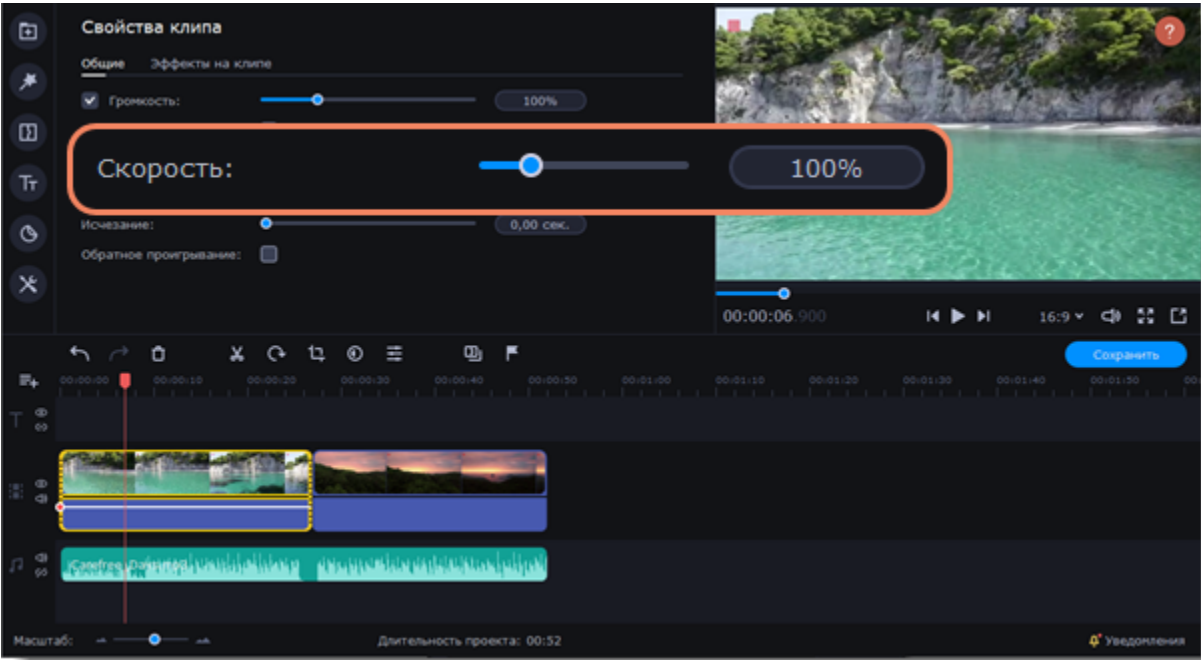 Свойства клипа
Общие Эффекты на клипе
Громкость: 100%
Скорость: 100%
Исчезание: 0,00 сек.
Обратное проигрывание:
?
00:00:06.900 16:9
Tт
Сохранить
00:00:00 00:00:10 00:00:20 00:00:30 00:00:40 00:00:50 00:01:00 00:01:10 00:01:20 00:01:30 00:01:40 00:01:50 00:
T
Carefree
Масштаб: Длительность проекта: 00:52 Уведомления